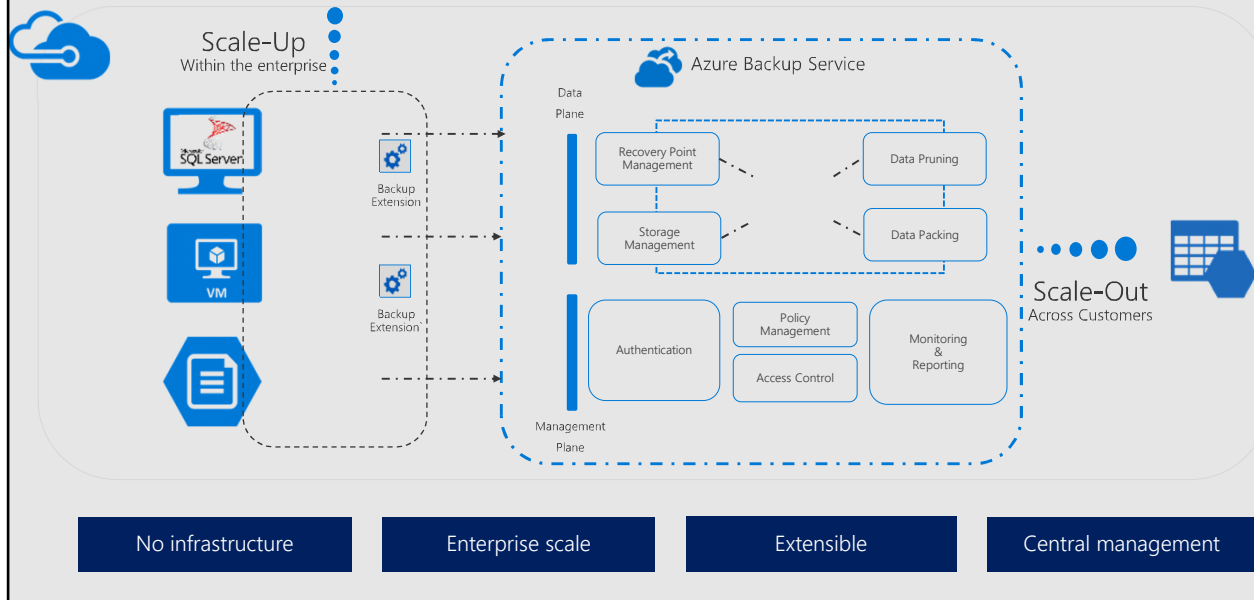 Scale-Up
Within the enterprise
Azure Backup Service
Data
Plane
Microsoft
SQL Server
Backup
Extension
Recovery Point
Management
Data Pruning
Storage
Management
Data Packing
VM
Backup
Extension`
Scale-Out
Across Customers
Authentication
Policy
Management
Access Control
Monitoring
&
Reporting
Management
Plane
No infrastructure
Enterprise scale
Extensible
Central management